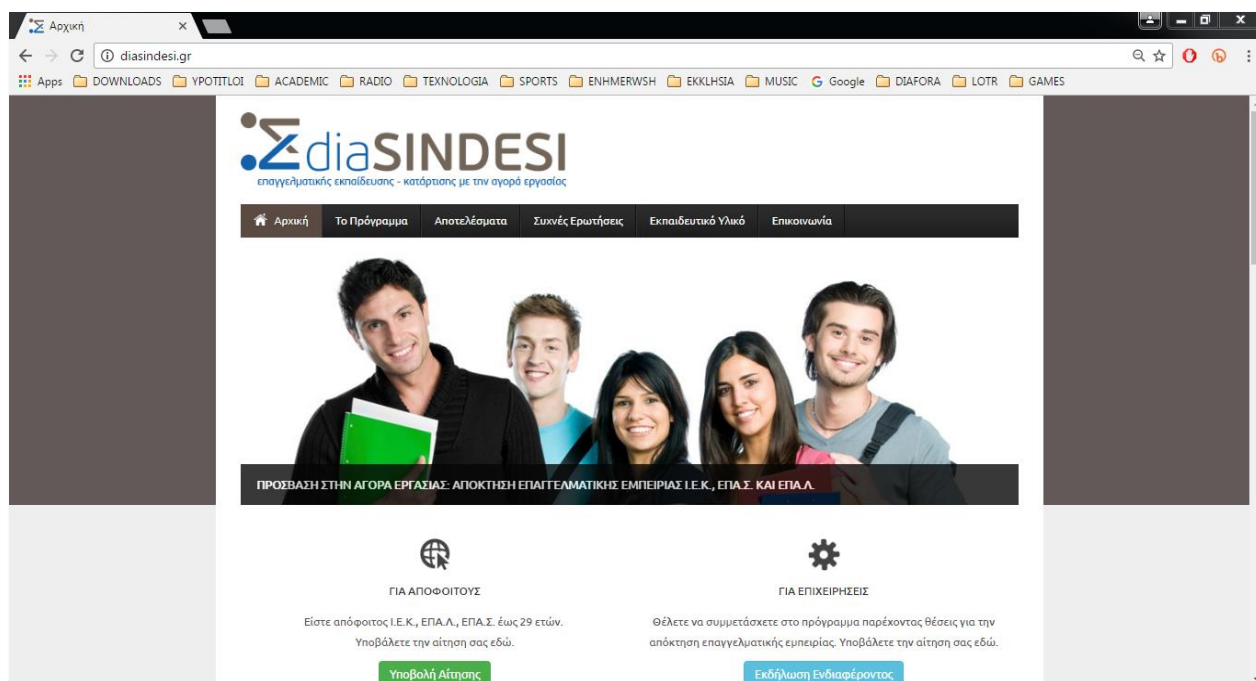 Αρχική
diasindesi.gr
Apps DOWNLOADS YPOTITLOI ACADEMIC RADIO TEXNOLOGIA SPORTS ENHMERWSH EKKLHSIA MUSIC Google DIAFORA LOTR GAMES
diaSINDESI
επαγγελματικής εκπαίδευσης - κατάρτισης με την αγορά εργασίας
Αρχική Το Πρόγραμμα Αποτελέσματα Συχνές Ερωτήσεις Εκπαιδευτικό Υλικό Επικοινωνία
ΠΡΟΣΒΑΣΗ ΣΤΗΝ ΑΓΟΡΑ ΕΡΓΑΣΙΑΣ: ΑΠΟΚΤΗΣΗ ΕΠΑΓΓΕΛΜΑΤΙΚΗΣ ΕΜΠΕΙΡΙΑΣ Ι.Ε.Κ., ΕΠΑ.Σ. ΚΑΙ ΕΠΑ.Λ.
ΓΙΑ ΑΠΟΦΟΙΤΟΥΣ
Είστε απόφοιτος Ι.Ε.Κ., ΕΠΑ.Λ., ΕΠΑ.Σ. έως 29 ετών.
Υποβάλετε την αίτηση σας εδώ.
Υποβολή Αίτησης
ΓΙΑ ΕΠΙΧΕΙΡΗΣΕΙΣ
Θέλετε να συμμετάσχετε στο πρόγραμμα παρέχοντας θέσεις για την
απόκτηση επαγγελματικής εμπειρίας. Υποβάλετε την αίτηση σας εδώ.
Εκδήλωση Ενδιαφέροντος